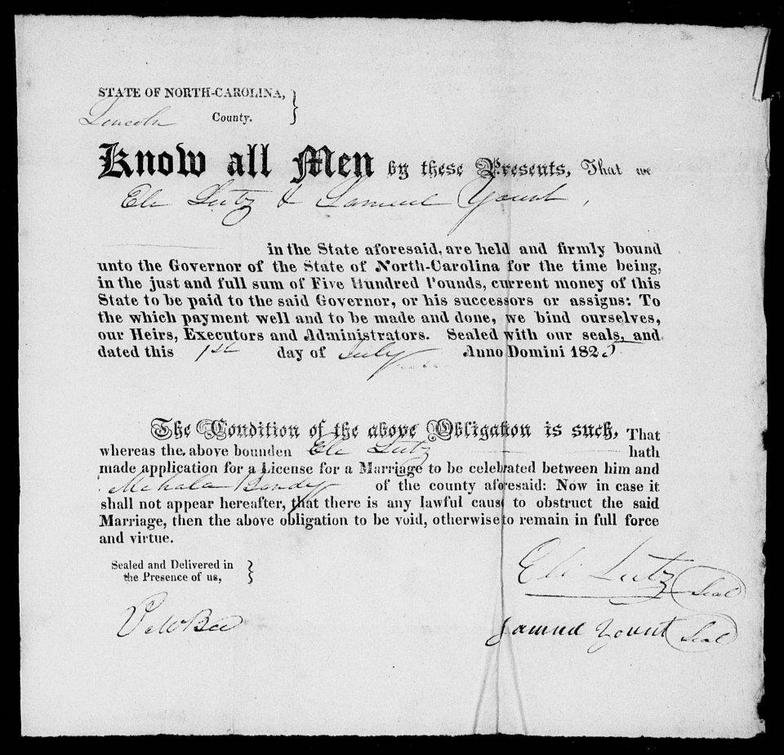 STATE OF NORTH-CAROLINA, }
Lincoln County.
Know all Men by these Presents, That we
Eli Lutz & Samuel Yount,
in the State aforesaid, are held and firmly bound
unto the Governor of the State of North-Carolina for the time being,
in the just and full sum of Five Hundred Pounds, current money of this
State to be paid to the said Governor, or his successors or assigns: To
the which payment well and to be made and done, we bind ourselves,
our Heirs, Executors and Administrators. Sealed with our seals, and
dated this 1st day of July Anno Domini 182
The Condition of the above Obligation is such, That
whereas the above bounden Eli Lutz hath
made application for a License for a Marriage to be celebrated between him and
Mehala Bandy of the county aforesaid: Now in case it
shall not appear hereafter, that there is any lawful cause to obstruct the said
Marriage, then the above obligation to be void, otherwise to remain in full force
and virtue.
Sealed and Delivered in }
the Presence of us,
Eli Lutz Seal
Samuel Yount Seal